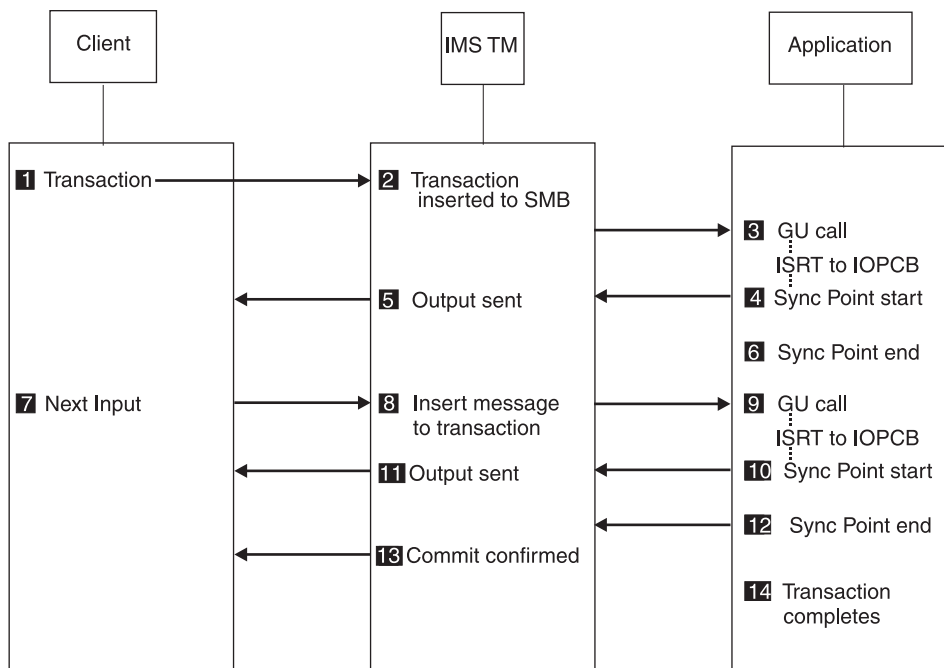 Client
IMS TM
Application
1 Transaction
2 Transaction
inserted to SMB
3 GU call
ISRT to IOPCB
5 Output sent
4 Sync Point start
6 Sync Point end
7 Next Input
8 Insert message
to transaction
9 GU call
ISRT to IOPCB
11 Output sent
10 Sync Point start
12 Sync Point end
13 Commit confirmed
14 Transaction
completes